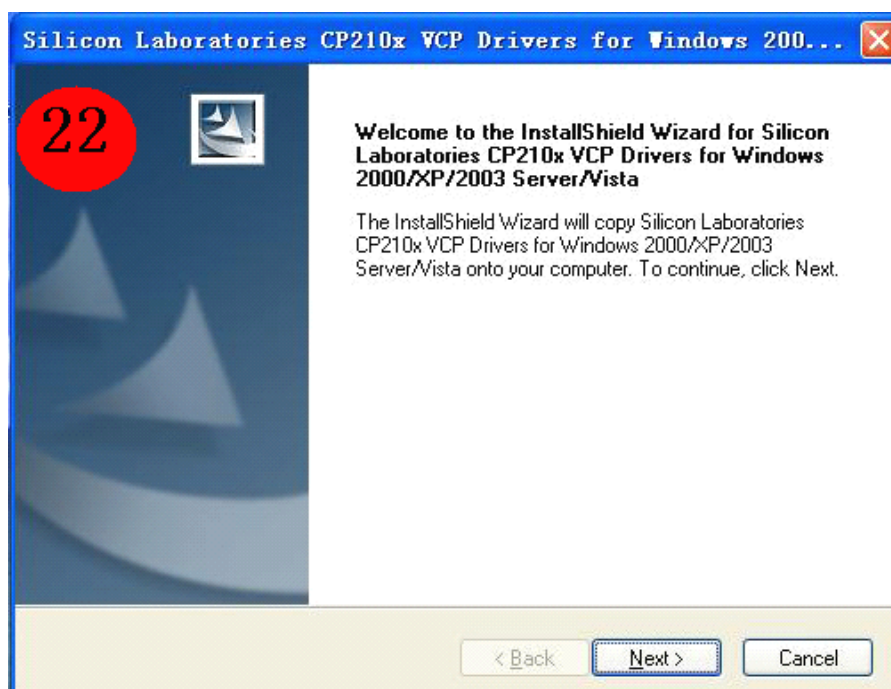 Silicon Laboratories CP210x VCP Drivers for Windows 200...
22
Welcome to the InstallShield Wizard for Silicon
Laboratories CP210x VCP Drivers for Windows
2000/XP/2003 Server/Vista
The InstallShield Wizard will copy Silicon Laboratories
CP210x VCP Drivers for Windows 2000/XP/2003
Server/Vista onto your computer. To continue, click Next.
< Back
Next >
Cancel